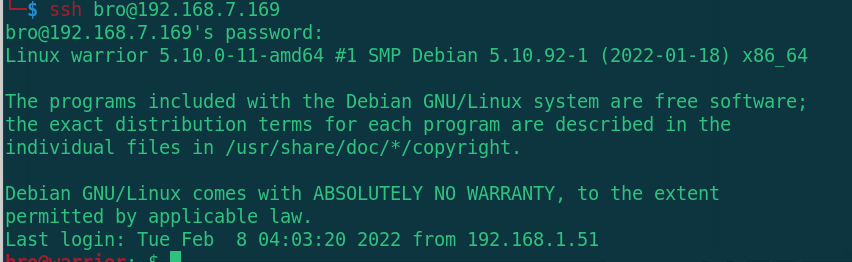 └─$ ssh bro@192.168.7.169
bro@192.168.7.169's password:
Linux warrior 5.10.0-11-amd64 #1 SMP Debian 5.10.92-1 (2022-01-18) x86_64
The programs included with the Debian GNU/Linux system are free software;
the exact distribution terms for each program are described in the
individual files in /usr/share/doc/*/copyright.
Debian GNU/Linux comes with ABSOLUTELY NO WARRANTY, to the extent
permitted by applicable law.
Last login: Tue Feb  8 04:03:20 2022 from 192.168.1.51
bro@warrior: $